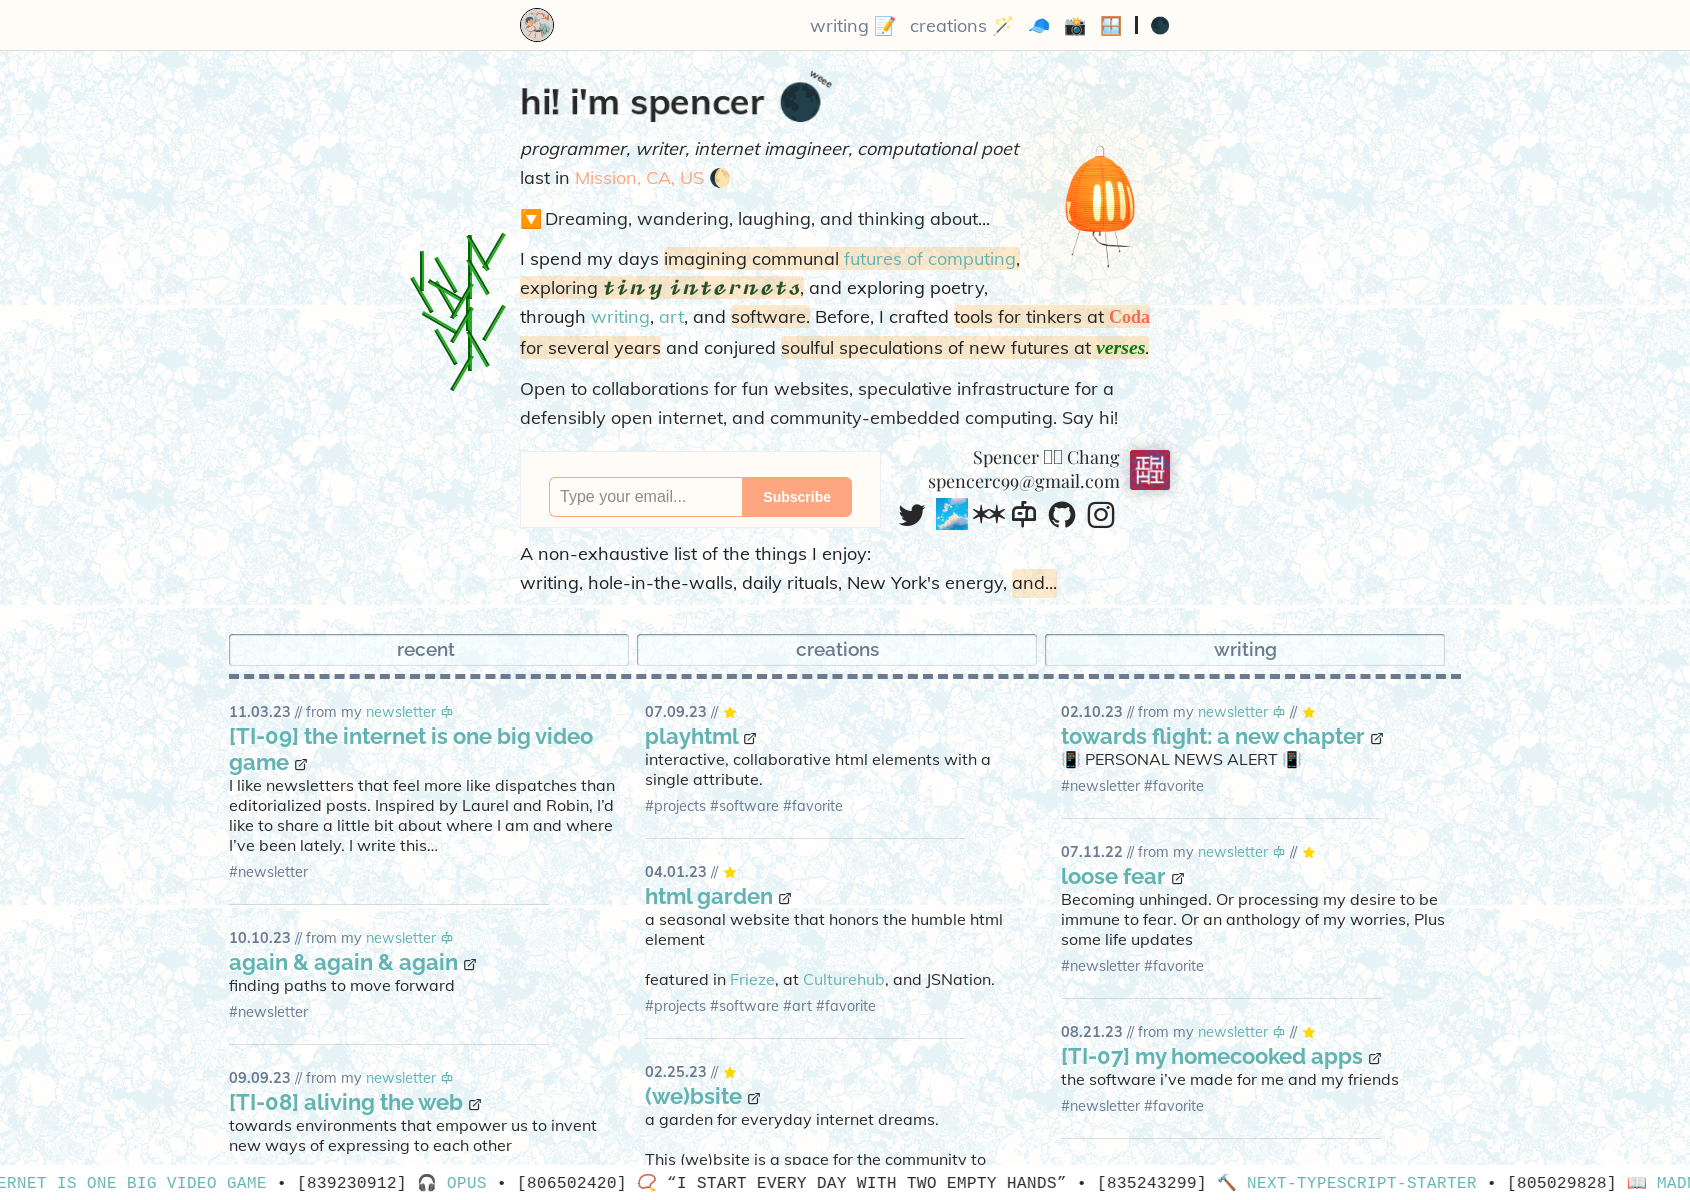 writing 📝 creations 🪄 🧢 📸 🪟 | 🌑
hi! i'm spencer 🌑
weee
programmer, writer, internet imagineer, computational poet
last in Mission, CA, US 🌔
🔽 Dreaming, wandering, laughing, and thinking about...
I spend my days imagining communal futures of computing,
exploring tiny internets, and exploring poetry,
through writing, art, and software. Before, I crafted tools for tinkers at Coda
for several years and conjured soulful speculations of new futures at verses.
Open to collaborations for fun websites, speculative infrastructure for a
defensibly open internet, and community-embedded computing. Say hi!
Type your email... Subscribe
Spencer Chang
spencerc99@gmail.com
A non-exhaustive list of the things I enjoy:
writing, hole-in-the-walls, daily rituals, New York's energy, and...
recent
creations
writing
11.03.23 // from my newsletter
[TI-09] the internet is one big video
game
I like newsletters that feel more like dispatches than
editorialized posts. Inspired by Laurel and Robin, I’d
like to share a little bit about where I am and where
I’ve been lately. I write this...
#newsletter
10.10.23 // from my newsletter
again & again & again
finding paths to move forward
#newsletter
09.09.23 // from my newsletter
[TI-08] aliving the web
towards environments that empower us to invent
new ways of expressing to each other
07.09.23 // ⭐
playhtml
interactive, collaborative html elements with a
single attribute.
#projects #software #favorite
04.01.23 // ⭐
html garden
a seasonal website that honors the humble html
element
featured in Frieze, at Culturehub, and JSNation.
#projects #software #art #favorite
02.25.23 // ⭐
(we)bsite
a garden for everyday internet dreams.
This (we)bsite is a space for the community to
02.10.23 // from my newsletter // ⭐
towards flight: a new chapter
📳 PERSONAL NEWS ALERT 📳
#newsletter #favorite
07.11.22 // from my newsletter // ⭐
loose fear
Becoming unhinged. Or processing my desire to be
immune to fear. Or an anthology of my worries, Plus
some life updates
#newsletter #favorite
08.21.23 // from my newsletter // ⭐
[TI-07] my homecooked apps
the software i’ve made for me and my friends
#newsletter #favorite
ERNET IS ONE BIG VIDEO GAME • [839230912] 🎧 OPUS • [806502420] 📿 “I START EVERY DAY WITH TWO EMPTY HANDS” • [835243299] 🔨 NEXT-TYPESCRIPT-STARTER • [805029828] 📖